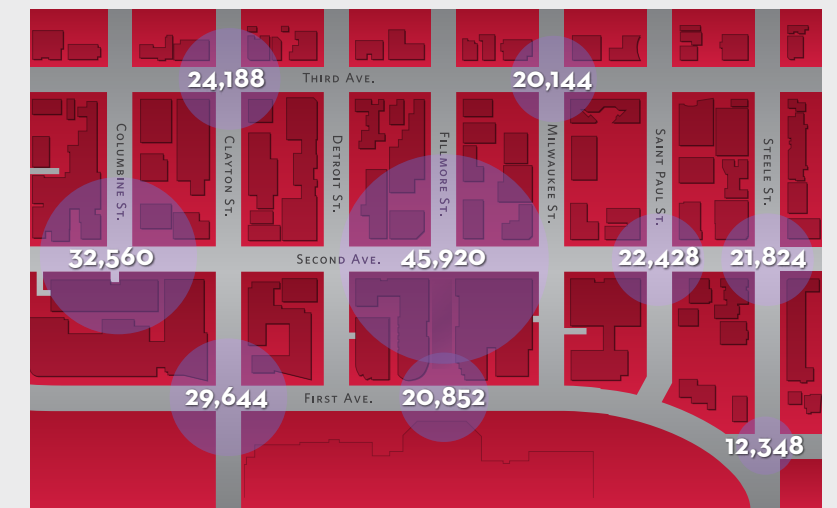 24,188
THIRD AVE.
20,144
COLUMBINE ST.
CLAYTON ST.
DETROIT ST.
FILLMORE ST.
MILWAUKEE ST.
SAINT PAUL ST.
STEELE ST.
32,560
SECOND AVE.
45,920
22,428
21,824
29,644
FIRST AVE.
20,852
12,348